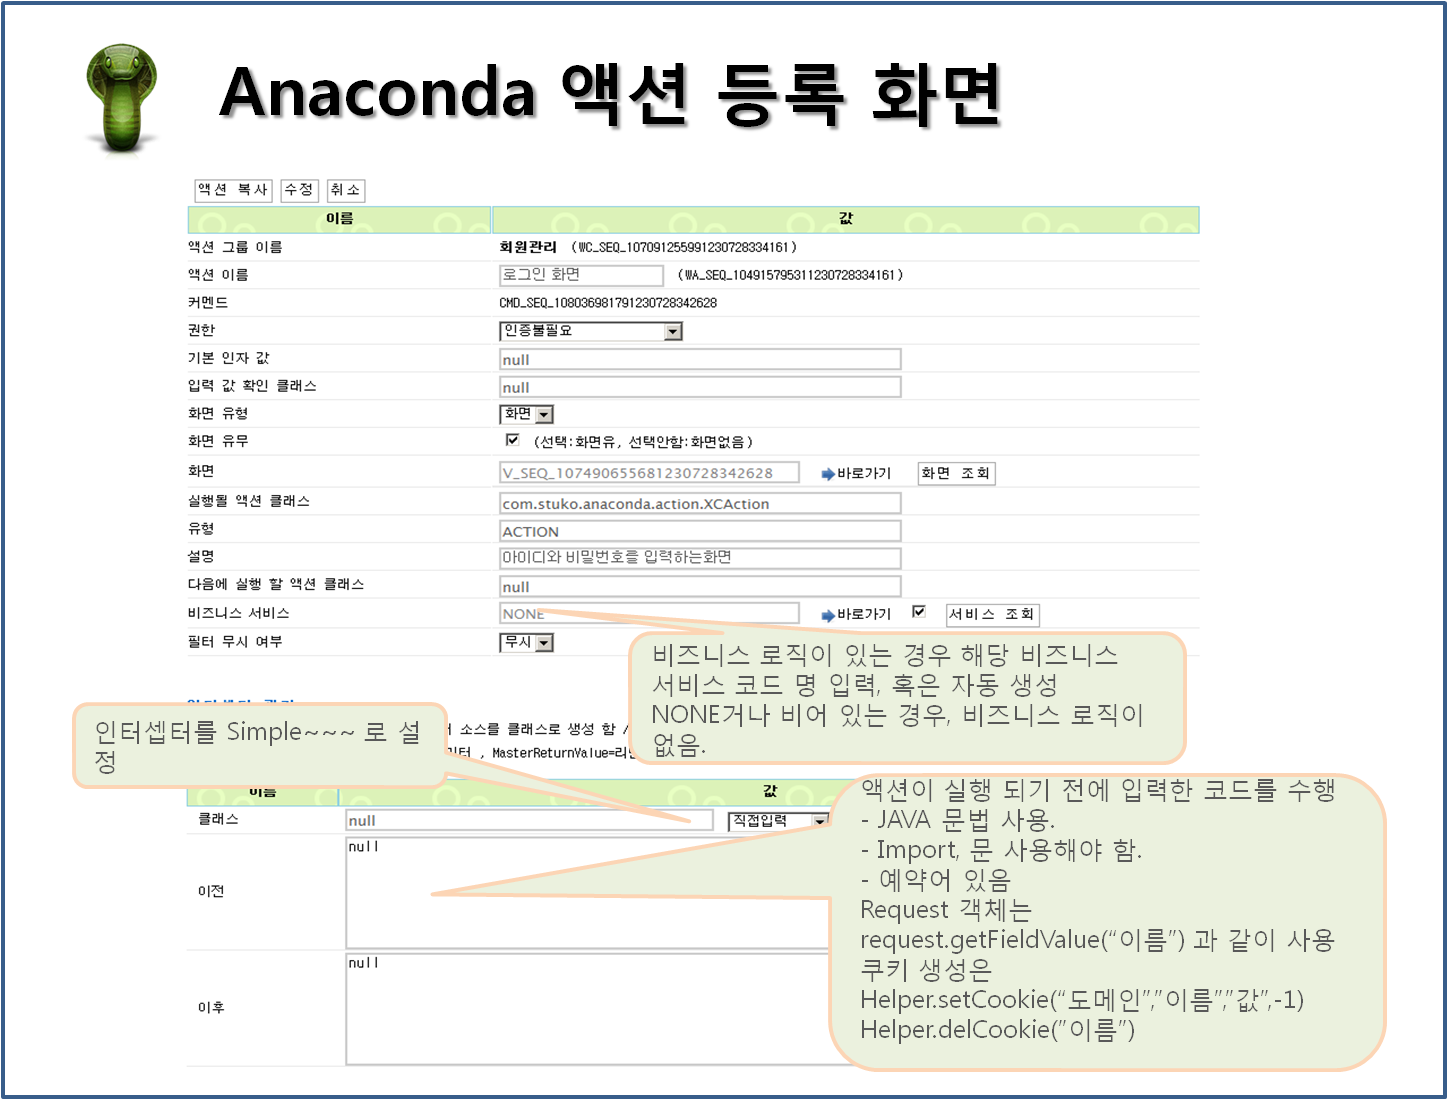 Anaconda 액션 등록 화면
액션 복사 수정 취소
이름 값
액션 그룹 이름 회원관리 (WC_SEQ_107091255991230728334161)
액션 이름 로그인 화면 (WA_SEQ_104915795311230728334161)
커멘드 CMD_SEQ_108036981791230728342628
권한 인증불필요
기본 인자 값 null
입력 값 확인 클래스 null
화면 유형 화면
화면 유무 (선택:화면유, 선택안함:화면없음)
화면 V_SEQ_107490655681230728342628 바로가기 화면 조회
실행될 액션 클래스 com.stuko.anaconda.action.XCAction
유형 ACTION
설명 아이디와 비밀번호를 입력하는화면
다음에 실행 할 액션 클래스 null
비즈니스 서비스 NONE 바로가기 서비스 조회
필터 무시 여부 무시
비즈니스 로직이 있는 경우 해당 비즈니스
서비스 코드 명 입력, 혹은 자동 생성
NONE거나 비어 있는 경우, 비즈니스 로직이
없음.
인터셉터를 Simple~~~ 로 설
정
소스를 클래스로 생성 함 /
, MasterReturnValue=
이름 값
클래스 null 직접입력
이전 null
이후 null
액션이 실행 되기 전에 입력한 코드를 수행
- JAVA 문법 사용.
- Import, 문 사용해야 함.
- 예약어 있음
Request 객체는
request.getFieldValue(“이름”) 과 같이 사용
쿠키 생성은
Helper.setCookie(“도메인”,”이름”,”값”,-1)
Helper.delCookie(”이름”)